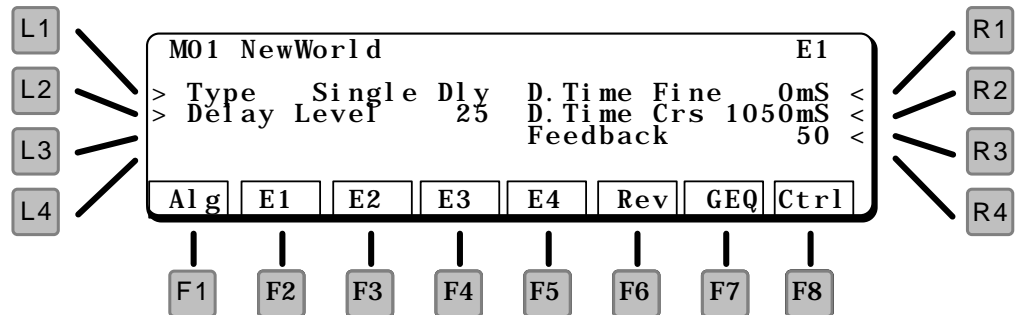 L1
R1
M01 NewWorld E1
L2
R2
> Type Single Dly D.Time Fine 0mS <
> Delay Level 25 D.Time Crs 1050mS <
Feedback 50 <
L3
R3
L4
R4
Alg E1 E2 E3 E4 Rev GEQ Ctrl
F1 F2 F3 F4 F5 F6 F7 F8